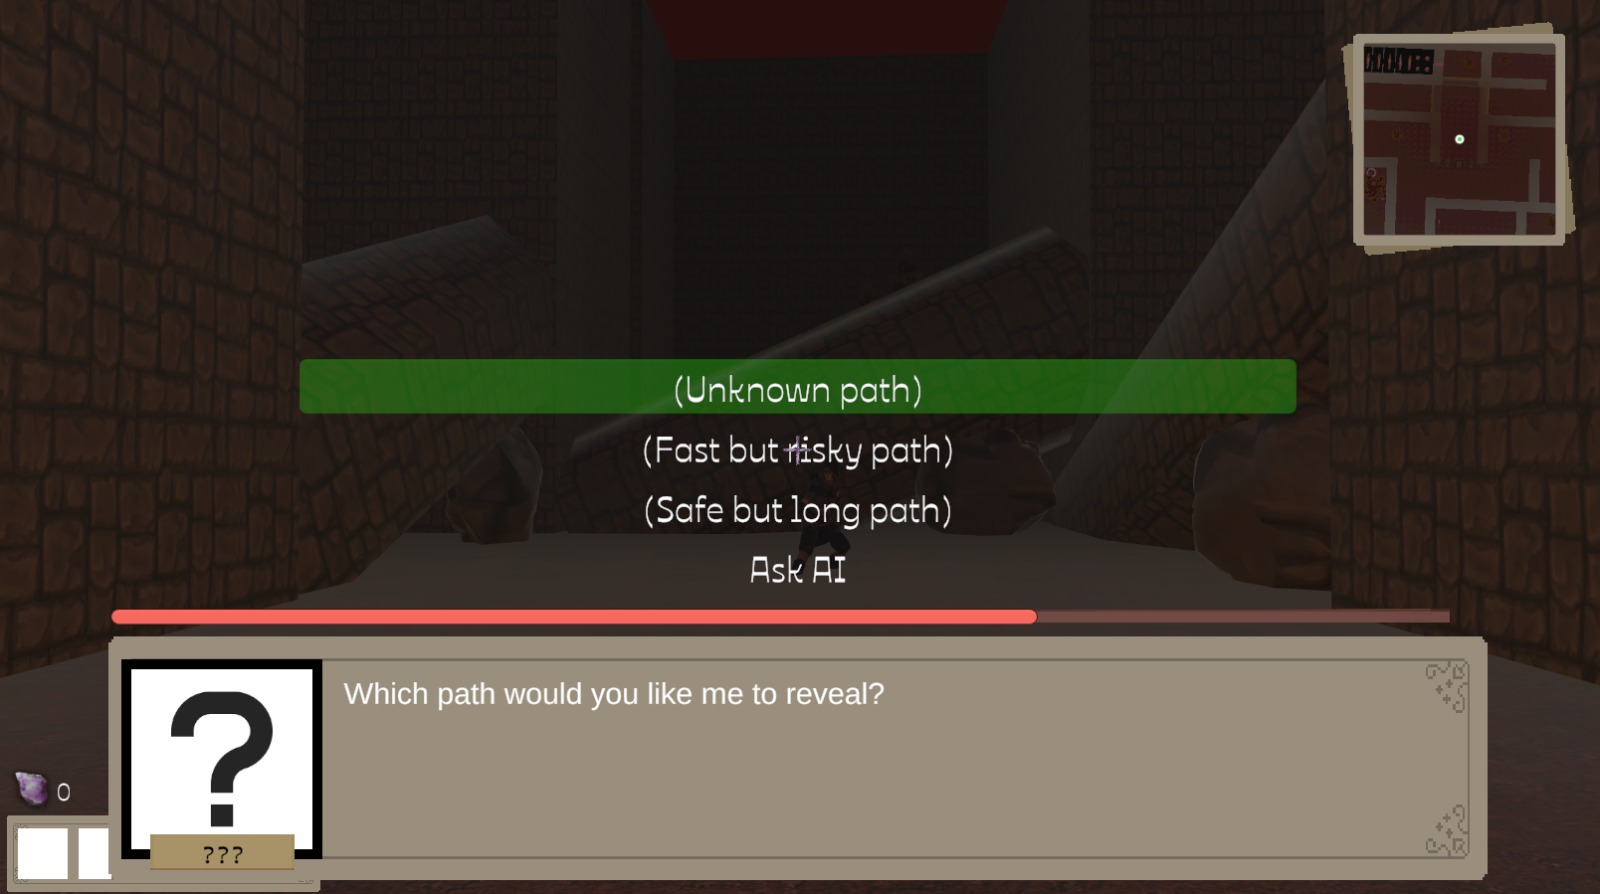 (Unknown path)
(Fast but risky path)
(Safe but long path)
Ask AI
Which path would you like me to reveal?
0
???